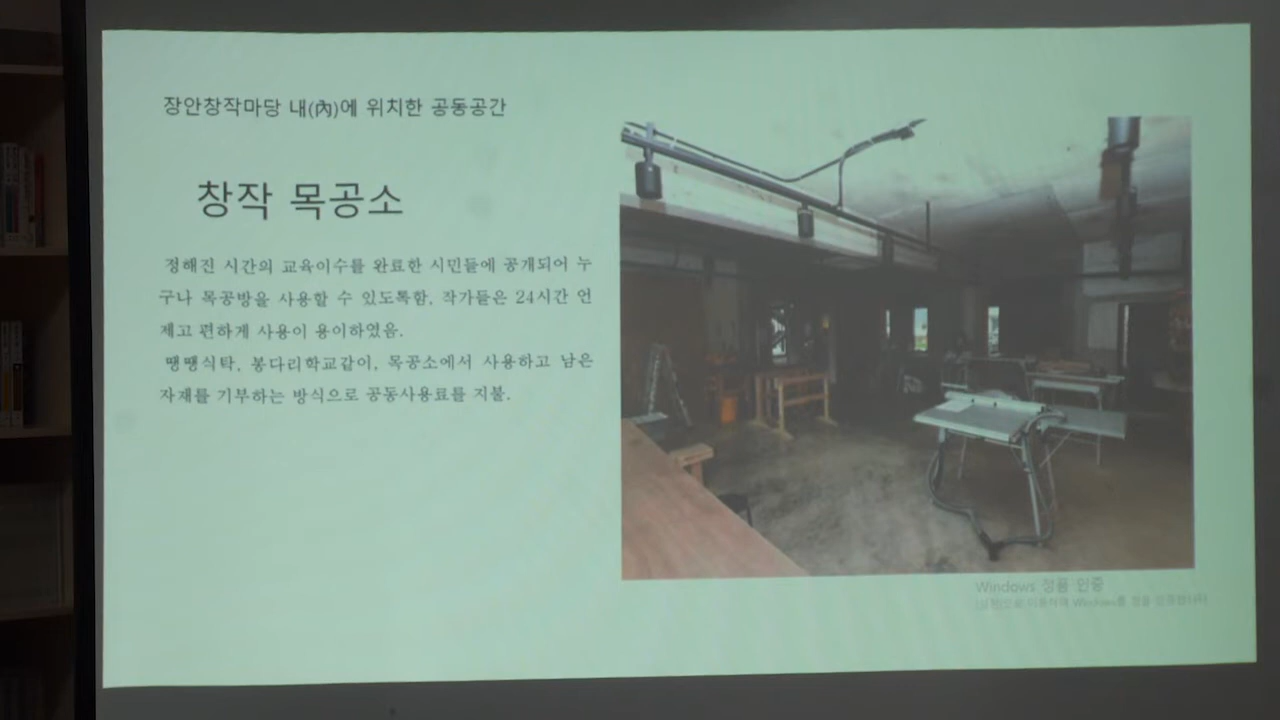 장안창작마당 내(內)에 위치한 공동공간
창작 목공소
정해진 시간의 교육이수를 완료한 시민들에 공개되어 누
구나 목공방을 사용할 수 있도톡함, 작가들은 24시간 언
제고 편하게 사용이 용이하였음.
땡땡식탁, 봉다리학교같이, 목공소에서 사용하고 남은
자재를 기부하는 방식으로 공동사용료를 지불.
Windows 정품 인증